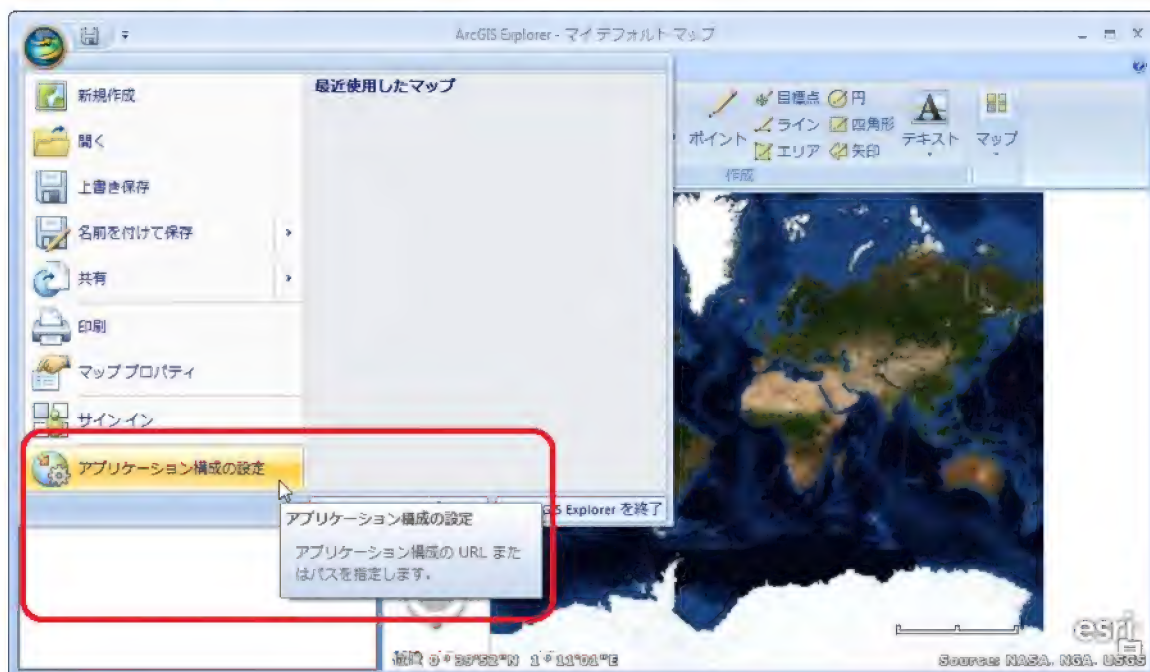 ArcGIS Explorer - マイ デフォルト マップ
新規作成
開く
上書き保存
名前を付けて保存
共有
印刷
マップ プロパティ
サイン イン
アプリケーション構成の設定
最近使用したマップ
GIS Explorer を終了
アプリケーション構成の設定
アプリケーション構成の URL また
はパスを指定します。
ポイント
目標点
円
ライン
四角形
エリア
矢印
A
テキスト
マップ
作成
1°11'01"E
esri
Sources: NASA, NGA, USGS